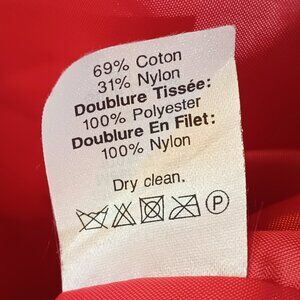 69% Coton
31% Nylon
Doublure Tissée:
100% Polyester
Doublure En Filet:
100% Nylon
Dry clean.
P